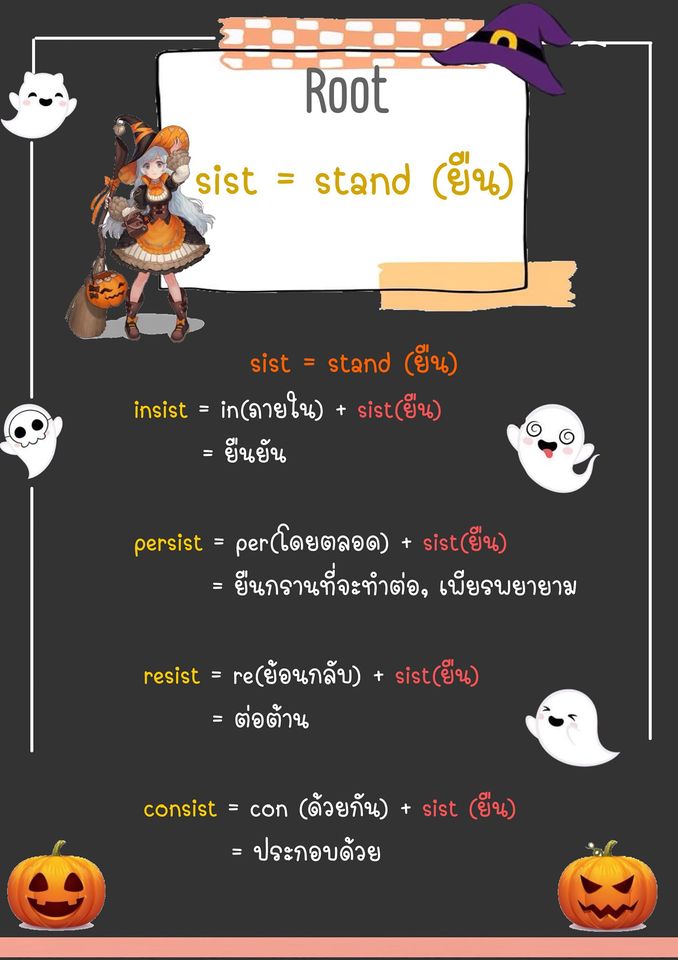 Root
sist = stand (ยืน)
sist = stand (ยืน)
insist = in(ภายใน) + sist(ยืน)
= ยืนยัน
persist = per(โดยตลอด) + sist(ยืน)
= ยืนกรานที่จะทำต่อ, เพียรพยายาม
resist = re(ย้อนกลับ) + sist(ยืน)
= ต่อต้าน
consist = con (ด้วยกัน) + sist (ยืน)
= ประกอบด้วย